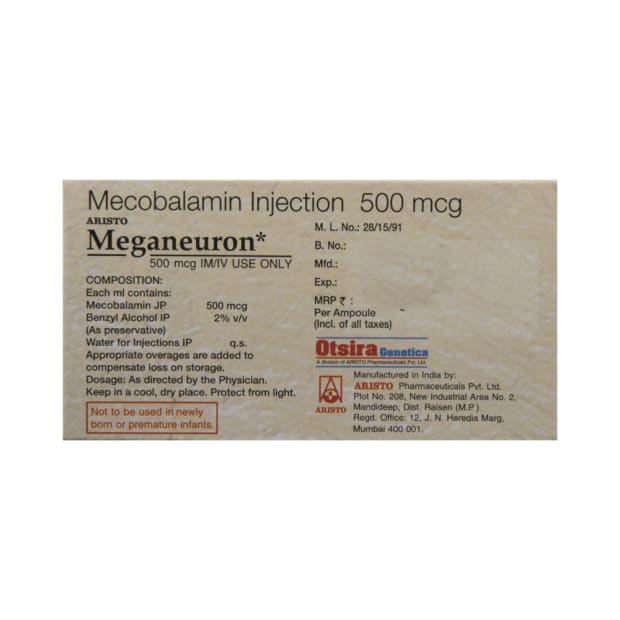 Mecobalamin Injection 500 mcg
ARISTO
Meganeuron*
500 mcg IM/IV USE ONLY
COMPOSITION:
Each ml contains:
Mecobalamin JP 500 mcg
Benzyl Alcohol IP 2% v/v
(As preservative)
Water for Injections IP q.s.
Appropriate overages are added to
compensate loss on storage.
Dosage: As directed by the Physician.
Keep in a cool, dry place. Protect from light.
Not to be used in newly
born or premature infants.
M. L. No.: 28/15/91
B. No.:
Mfd.:
Exp.:
MRP ₹ :
Per Ampoule
(Incl. of all taxes)
Otsira Genetica
A division of ARISTO Pharmaceuticals Pvt. Ltd.
ARISTO
Manufactured in India by:
ARISTO Pharmaceuticals Pvt. Ltd.
Plot No. 208, New Industrial Area No. 2,
Mandideep, Dist. Raisen (M.P.)
Regd. Office: 12, J. N. Heredia Marg,
Mumbai 400 001.